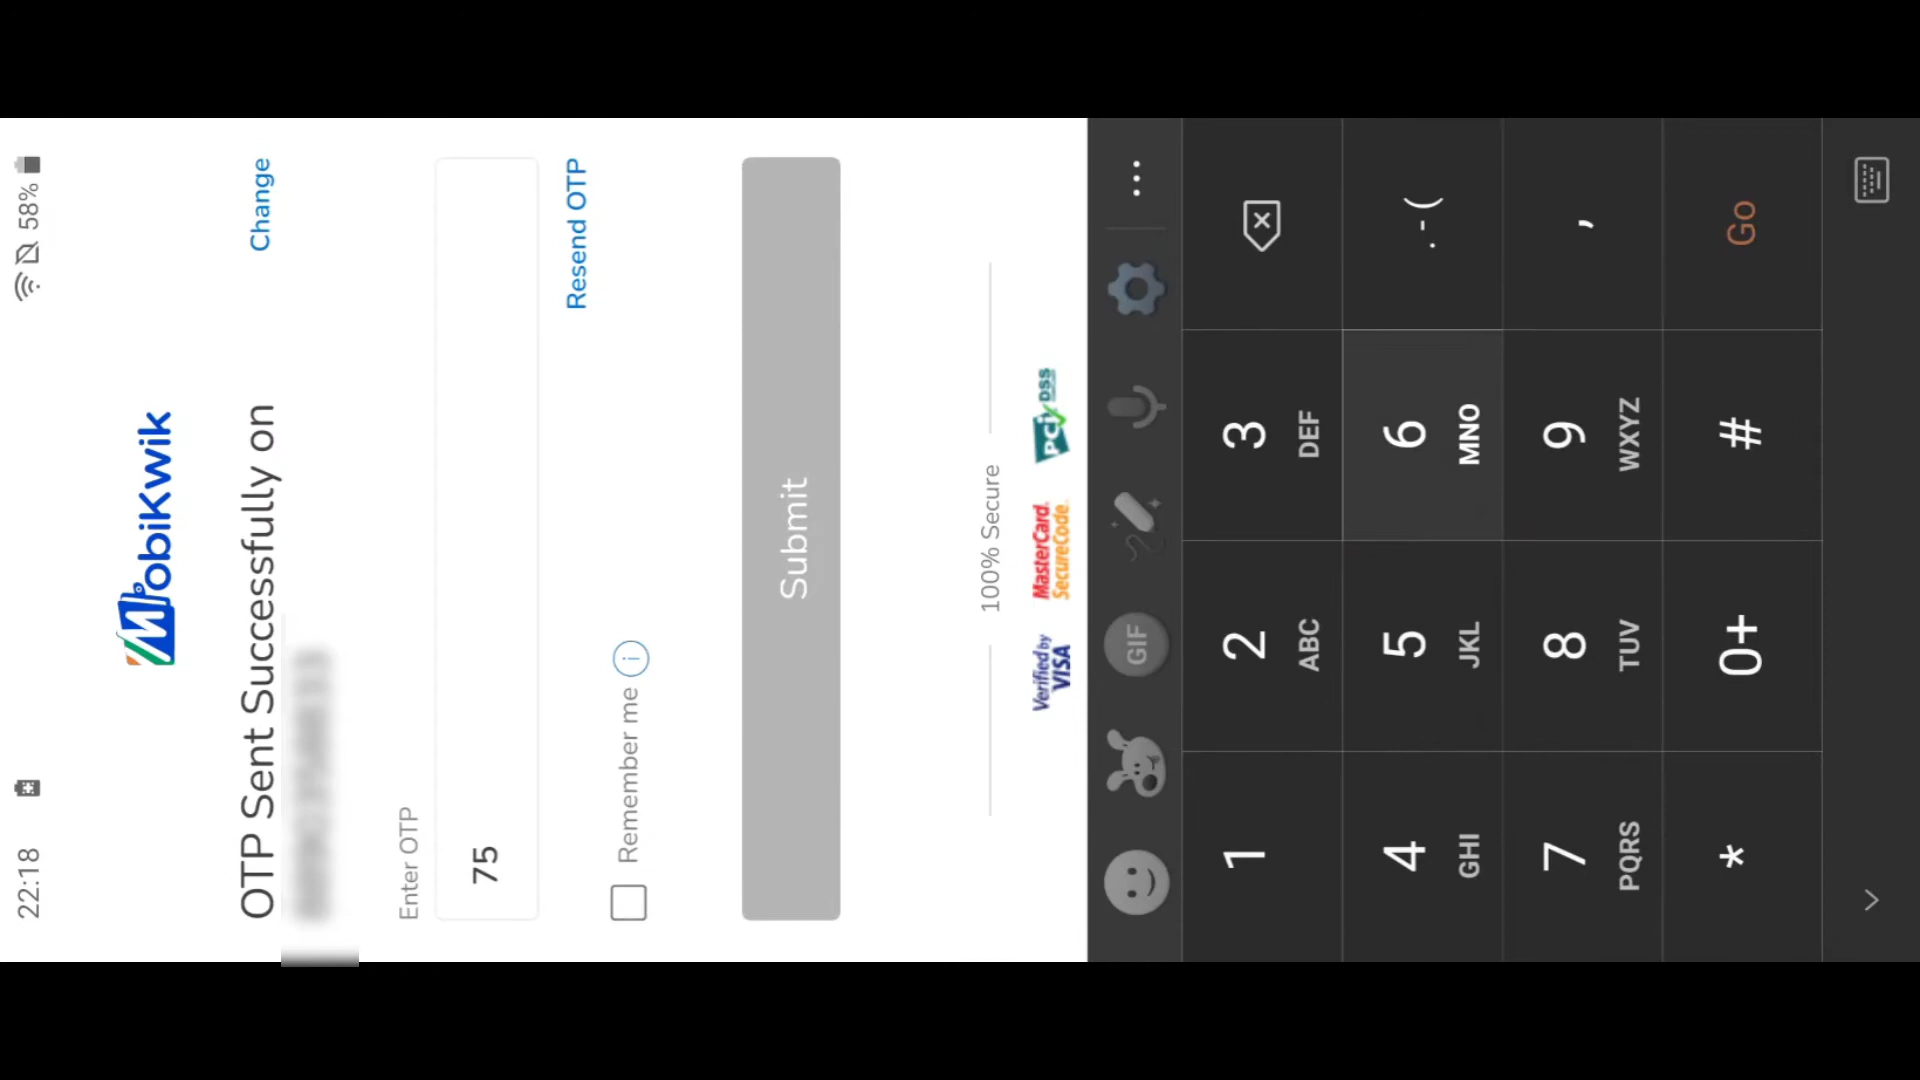 22:18
58%
MobiKwik
OTP Sent Successfully on
Change
Enter OTP
75
Resend OTP
Remember me
Submit
100% Secure
Verified by VISA
MasterCard. SecureCode.
PCI DSS
GIF
1
2 ABC
3 DEF
4 GHI
5 JKL
6 MNO
. - (
7 PQRS
8 TUV
9 WXYZ
,
*
0+
#
Go